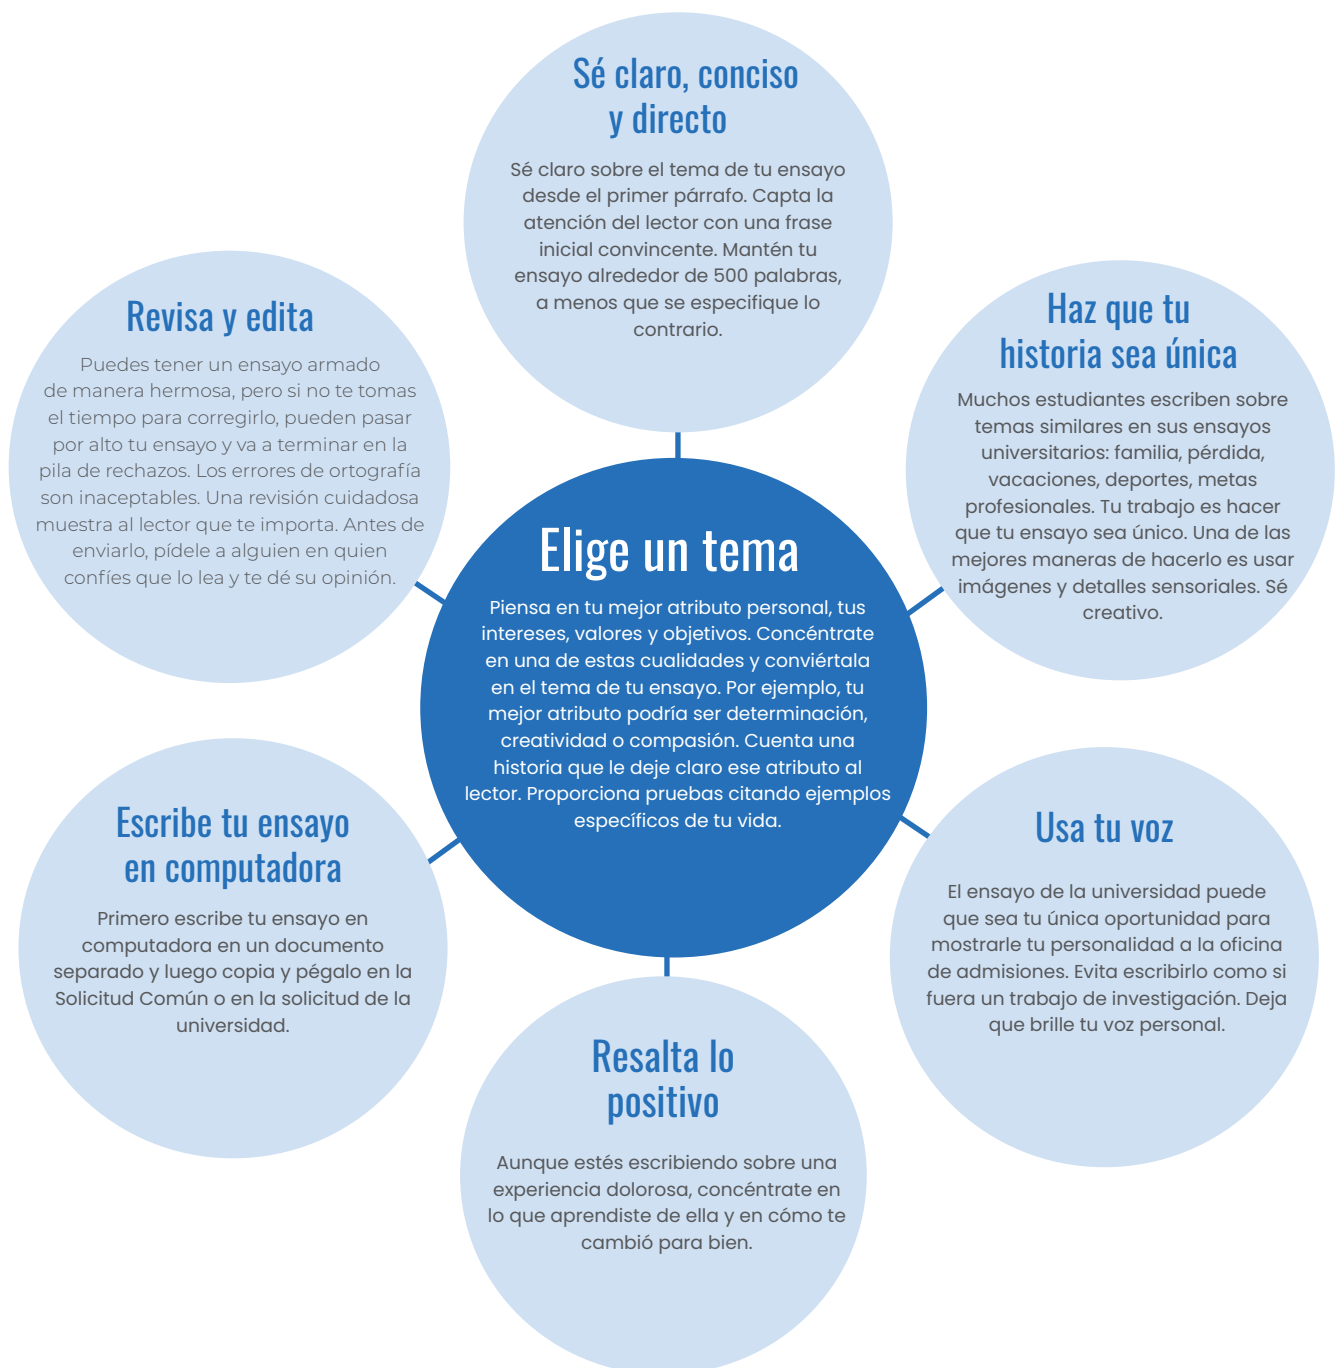 Sé claro, conciso
y directo
Sé claro sobre el tema de tu ensayo
desde el primer párrafo. Capta la
atención del lector con una frase
inicial convincente. Mantén tu
ensayo alrededor de 500 palabras,
a menos que se especifique lo
contrario.
Haz que tu
historia sea única
Muchos estudiantes escriben sobre
temas similares en sus ensayos
universitarios: familia, pérdida,
vacaciones, deportes, metas
profesionales. Tu trabajo es hacer
que tu ensayo sea único. Una de las
mejores maneras de hacerlo es usar
imágenes y detalles sensoriales. Sé
creativo.
Revisa y edita
Puedes tener un ensayo armado
de manera hermosa, pero si no te tomas
el tiempo para corregirlo, pueden pasar
por alto tu ensayo y va a terminar en la
pila de rechazos. Los errores de ortografía
son inaceptables. Una revisión cuidadosa
muestra al lector que te importa. Antes de
enviarlo, pídele a alguien en quien
confíes que lo lea y te dé su opinión.
Elige un tema
Piensa en tu mejor atributo personal, tus
intereses, valores y objetivos. Concéntrate
en una de estas cualidades y conviértala
en el tema de tu ensayo. Por ejemplo, tu
mejor atributo podría ser determinación,
creatividad o compasión. Cuenta una
historia que le deje claro ese atributo al
lector. Proporciona pruebas citando ejemplos
específicos de tu vida.
Usa tu voz
El ensayo de la universidad puede
que sea tu única oportunidad para
mostrarle tu personalidad a la oficina
de admisiones. Evita escribirlo como si
fuera un trabajo de investigación. Deja
que brille tu voz personal.
Escribe tu ensayo
en computadora
Primero escribe tu ensayo en
computadora en un documento
separado y luego copia y pégalo en la
Solicitud Común o en la solicitud de la
universidad.
Resalta lo
positivo
Aunque estés escribiendo sobre una
experiencia dolorosa, concéntrate en
lo que aprendiste de ella y en cómo te
cambió para bien.